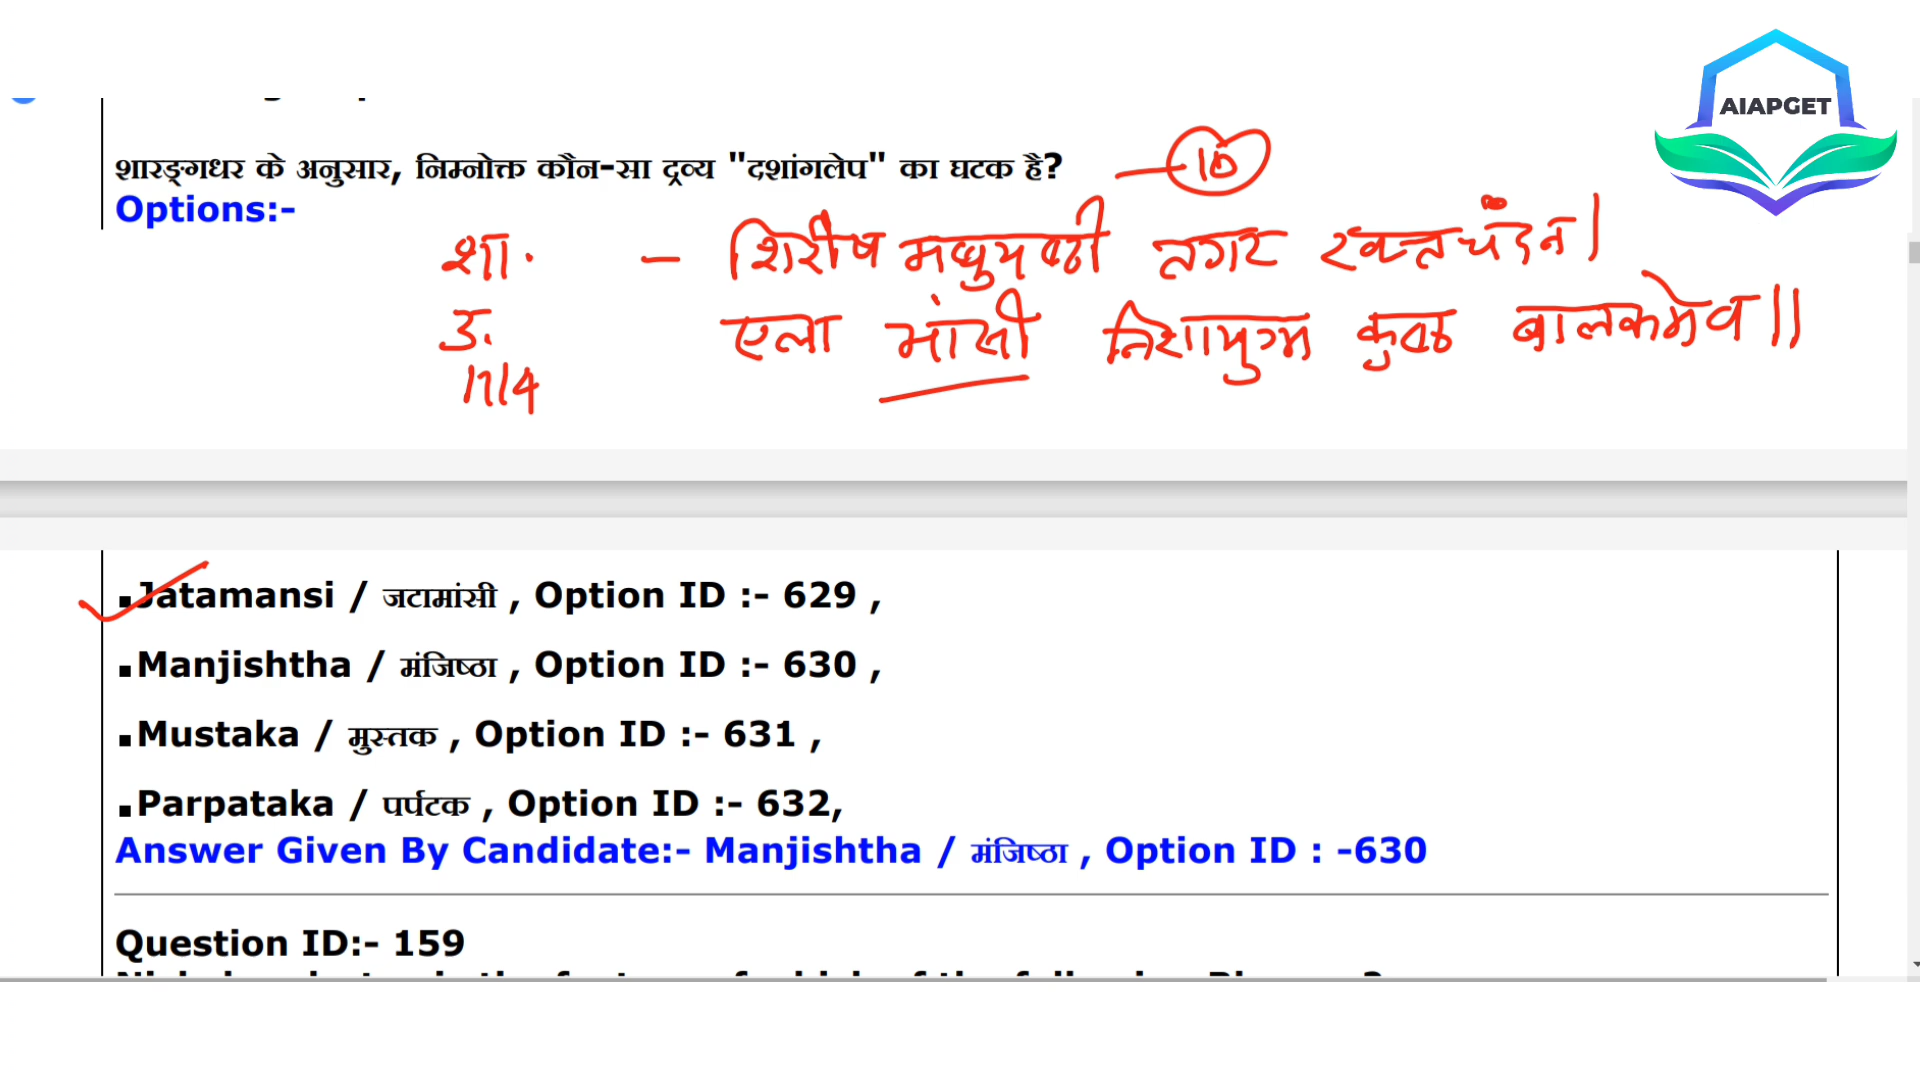 AIAPGET
शारङ्गधर के अनुसार, निम्नोक्त कौन-सा द्रव्य "दशांगलेप" का घटक है? — 10
Options:-
शा. – शिरीष मधुयष्टी तगर रक्तचंदन।
उ. एला मांसी निशायुग्म कुष्ठ बालकमेव॥
11/4
▪Jatamansi / जटामांसी , Option ID :- 629 ,
▪Manjishtha / मंजिष्ठा , Option ID :- 630 ,
▪Mustaka / मुस्तक , Option ID :- 631 ,
▪Parpataka / पर्पटक , Option ID :- 632,
Answer Given By Candidate:- Manjishtha / मंजिष्ठा , Option ID : -630
Question ID:- 159